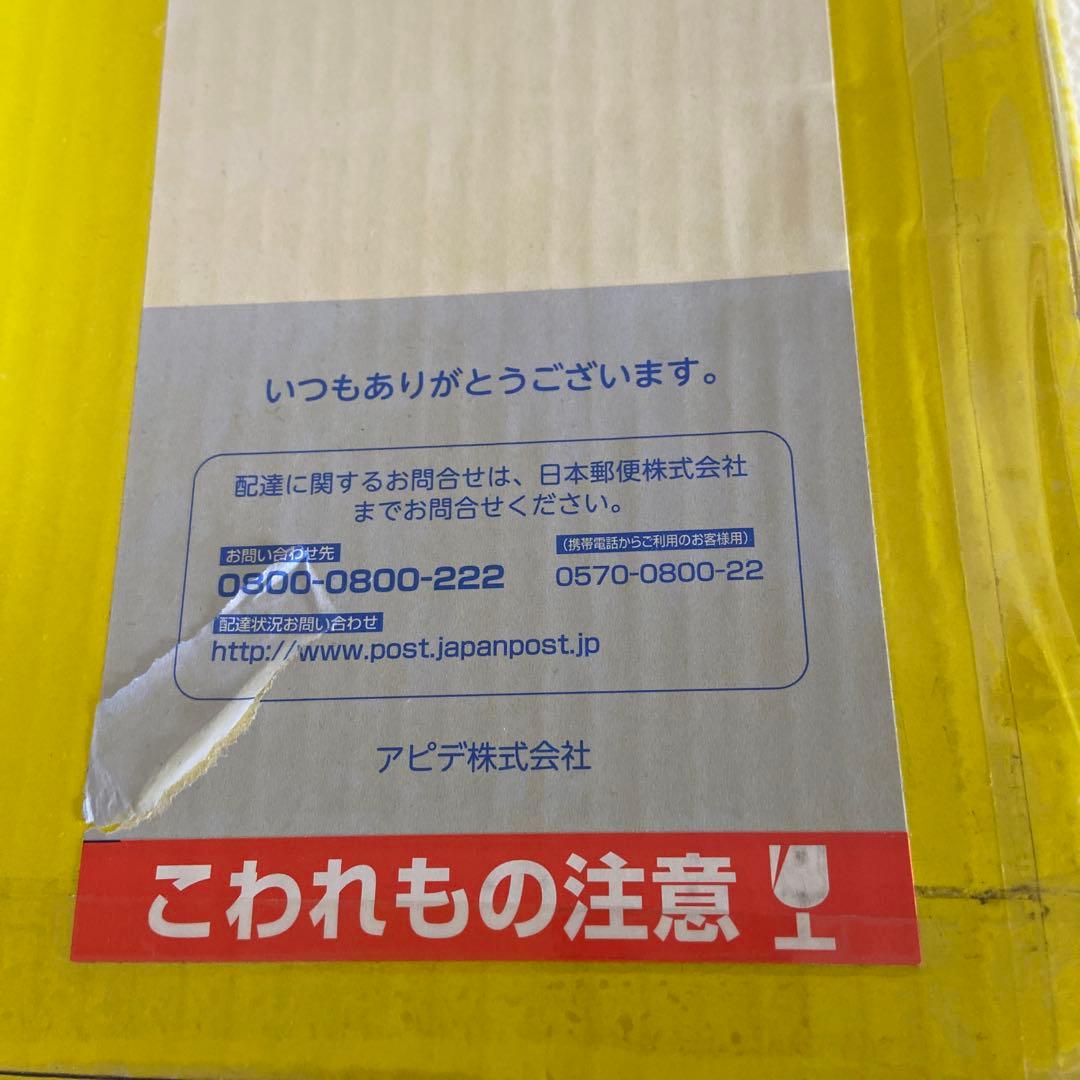 いつもありがとうございます。
配達に関するお問合せは、日本郵便株式会社
までお問合せください。
お問い合わせ先
0800-0800-222
（携帯電話からご利用のお客様用）
0570-0800-22
配達状況お問い合わせ
http://www.post.japanpost.jp
アピデ株式会社
こわれもの注意